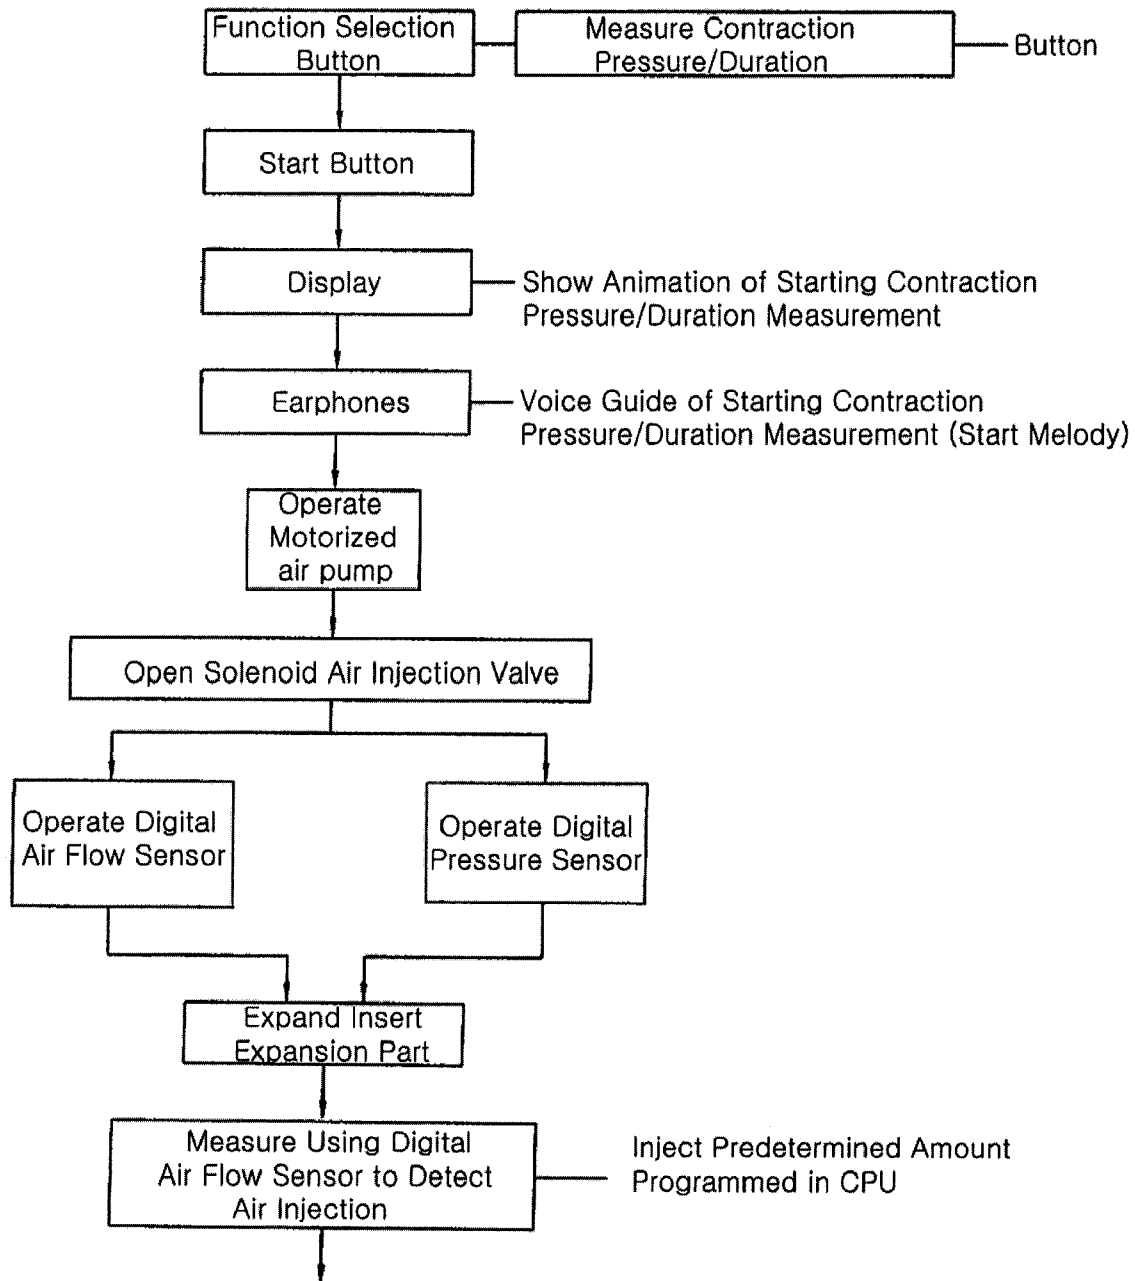 Function Selection
Button
Measure Contraction
Pressure/Duration
Button
Start Button
Display
Show Animation of Starting Contraction
Pressure/Duration Measurement
Earphones
Voice Guide of Starting Contraction
Pressure/Duration Measurement (Start Melody)
Operate
Motorized
air pump
Open Solenoid Air Injection Valve
Operate Digital
Air Flow Sensor
Operate Digital
Pressure Sensor
Expand Insert
Expansion Part
Measure Using Digital
Air Flow Sensor to Detect
Air Injection
Inject Predetermined Amount
Programmed in CPU